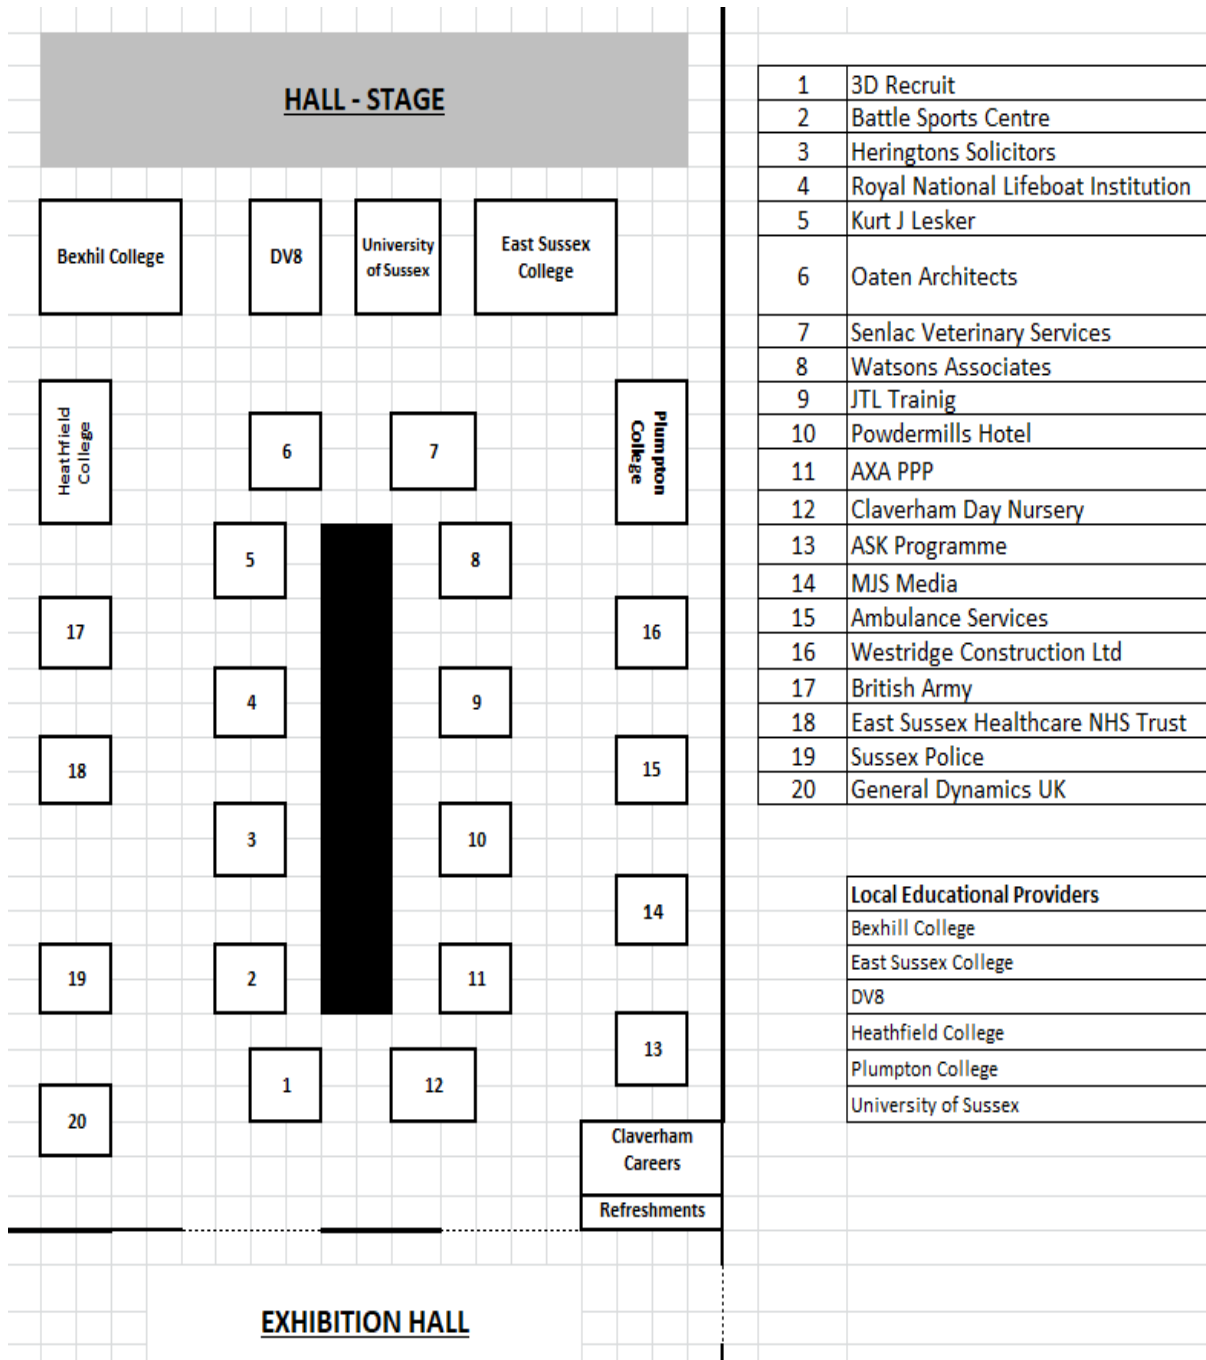 HALL - STAGE
Bexhil College
DV8
University
of Sussex
East Sussex
College
Heathfield
College
Plumpton
College
6
7
5
8
17
16
4
9
18
15
3
10
14
19
2
11
13
1
12
20
Claverham
Careers
Refreshments
EXHIBITION HALL
1 3D Recruit
2 Battle Sports Centre
3 Heringtons Solicitors
4 Royal National Lifeboat Institution
5 Kurt J Lesker
6 Oaten Architects
7 Senlac Veterinary Services
8 Watsons Associates
9 JTL Trainig
10 Powdermills Hotel
11 AXA PPP
12 Claverham Day Nursery
13 ASK Programme
14 MJS Media
15 Ambulance Services
16 Westridge Construction Ltd
17 British Army
18 East Sussex Healthcare NHS Trust
19 Sussex Police
20 General Dynamics UK
Local Educational Providers
Bexhill College
East Sussex College
DV8
Heathfield College
Plumpton College
University of Sussex